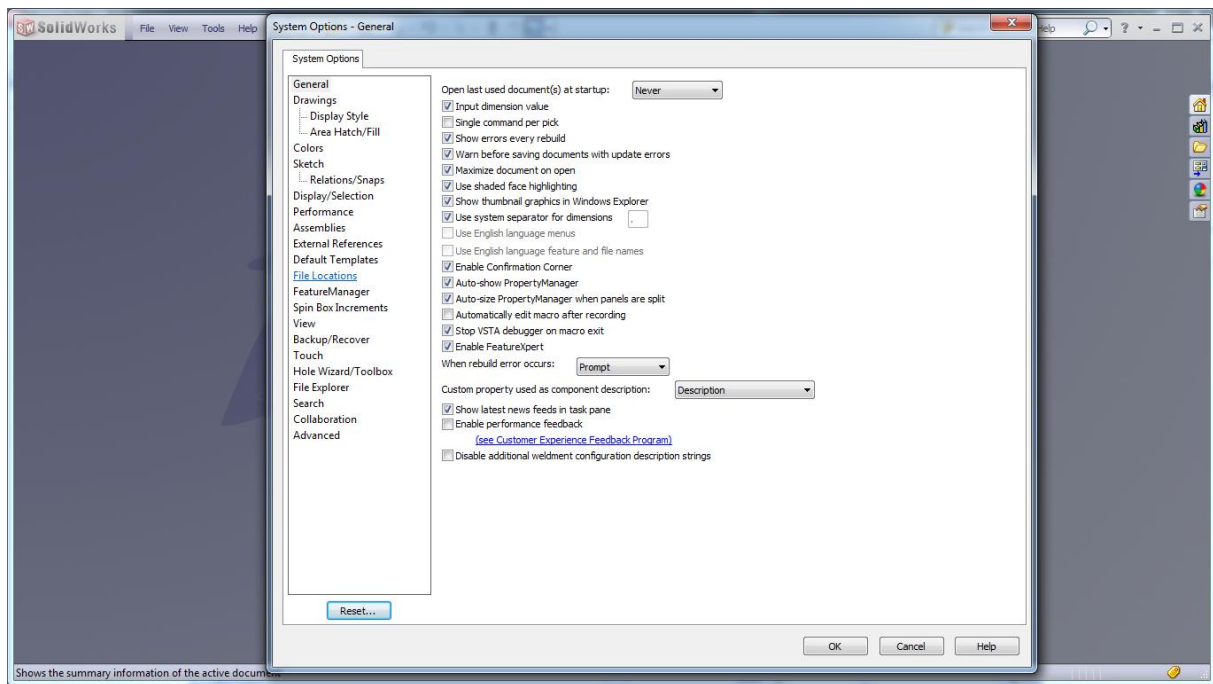 SolidWorks File View Tools Help
System Options - General
Help
System Options
General
Drawings
Display Style
Area Hatch/Fill
Colors
Sketch
Relations/Snaps
Display/Selection
Performance
Assemblies
External References
Default Templates
File Locations
FeatureManager
Spin Box Increments
View
Backup/Recover
Touch
Hole Wizard/Toolbox
File Explorer
Search
Collaboration
Advanced
Reset...
Open last used document(s) at startup: Never
Input dimension value
Single command per pick
Show errors every rebuild
Warn before saving documents with update errors
Maximize document on open
Use shaded face highlighting
Show thumbnail graphics in Windows Explorer
Use system separator for dimensions .
Use English language menus
Use English language feature and file names
Enable Confirmation Corner
Auto-show PropertyManager
Auto-size PropertyManager when panels are split
Automatically edit macro after recording
Stop VSTA debugger on macro exit
Enable FeatureXpert
When rebuild error occurs: Prompt
Custom property used as component description: Description
Show latest news feeds in task pane
Enable performance feedback
(see Customer Experience Feedback Program)
Disable additional weldment configuration description strings
OK Cancel Help
Shows the summary information of the active document